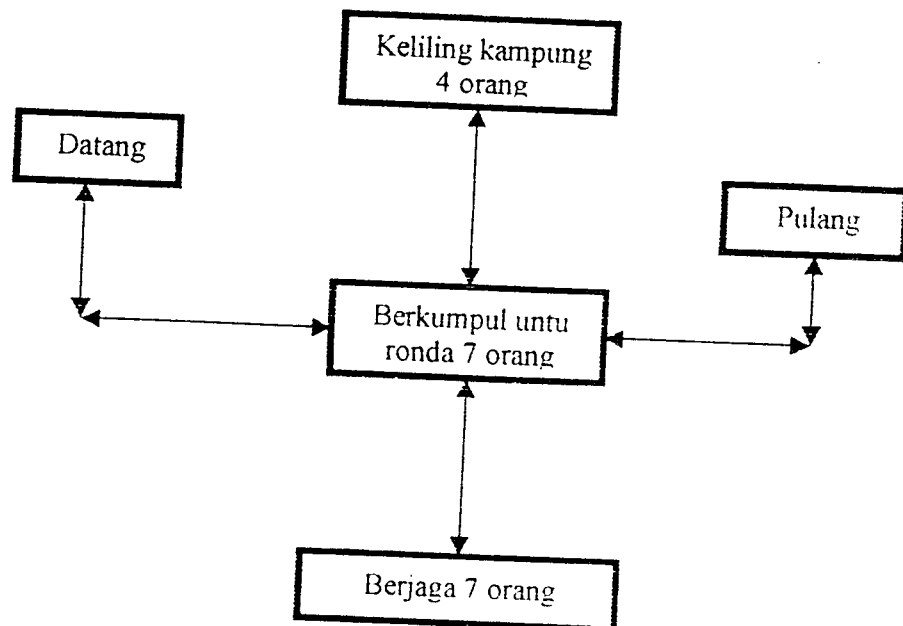 Keliling kampung
4 orang
Datang
Pulang
Berkumpul untu
ronda 7 orang
Berjaga 7 orang